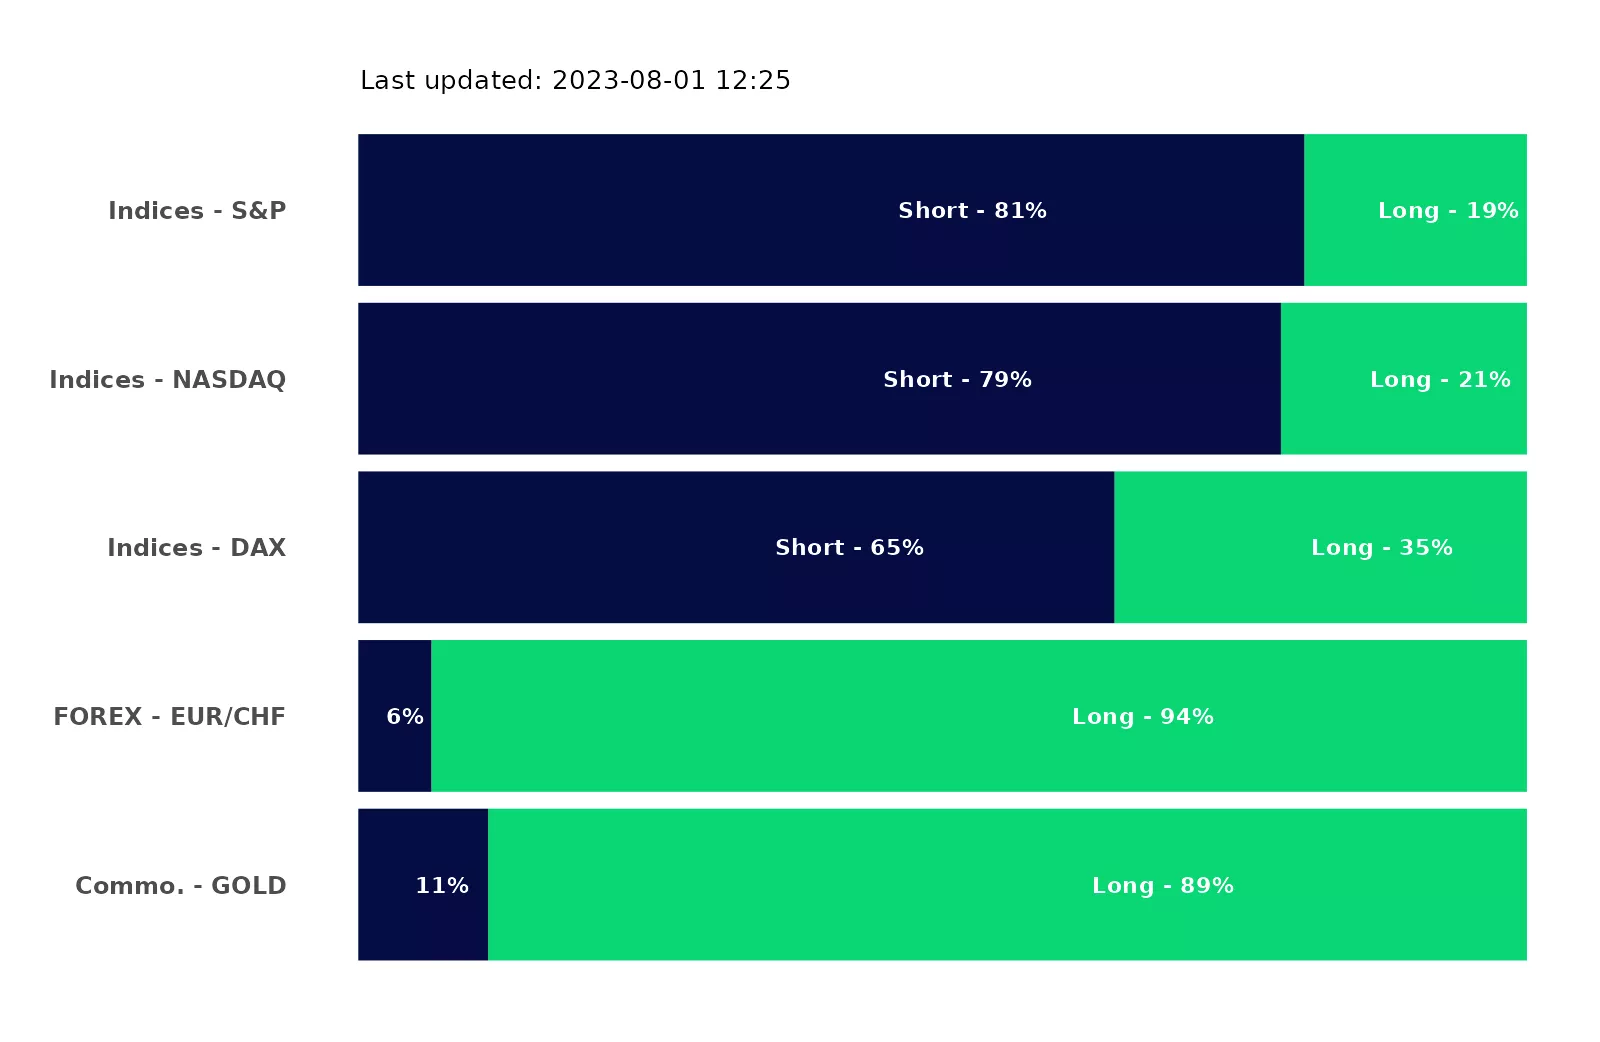 Last updated: 2023-08-01 12:25
Indices - S&P Short - 81% Long - 19%
Indices - NASDAQ Short - 79% Long - 21%
Indices - DAX Short - 65% Long - 35%
FOREX - EUR/CHF 6% Long - 94%
Commo. - GOLD 11% Long - 89%